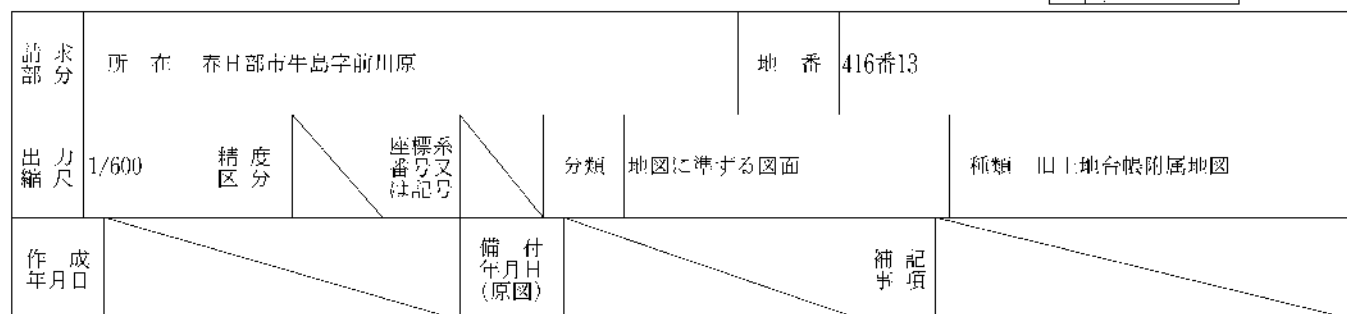 請求部分 所在 春日部市牛島字前川原 地番 416番13
出力縮尺 1/600 精度区分 座標系番号又は記号 分類 地図に準ずる図面 種類 旧土地台帳附属地図
作成年月日 備付年月日(原図) 補記事項